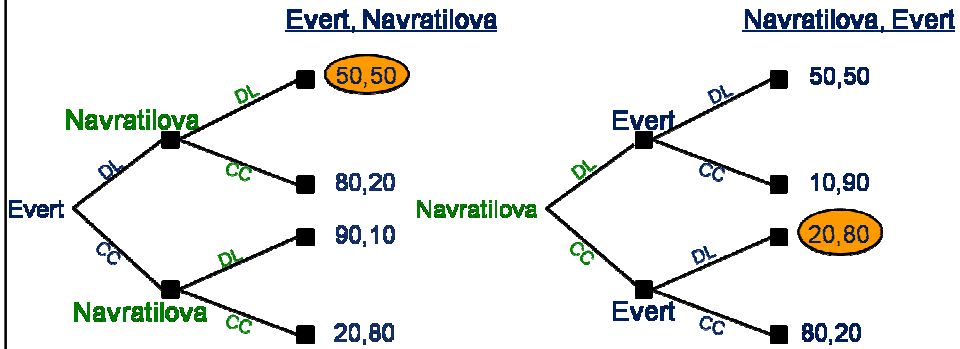 Evert, Navratilova
50,50
DL
Navratilova
DL
CC
80,20
Evert
90,10
CC
DL
Navratilova
CC
20,80
Navratilova, Evert
50,50
DL
Evert
DL
CC
10,90
Navratilova
20,80
CC
DL
Evert
CC
80,20